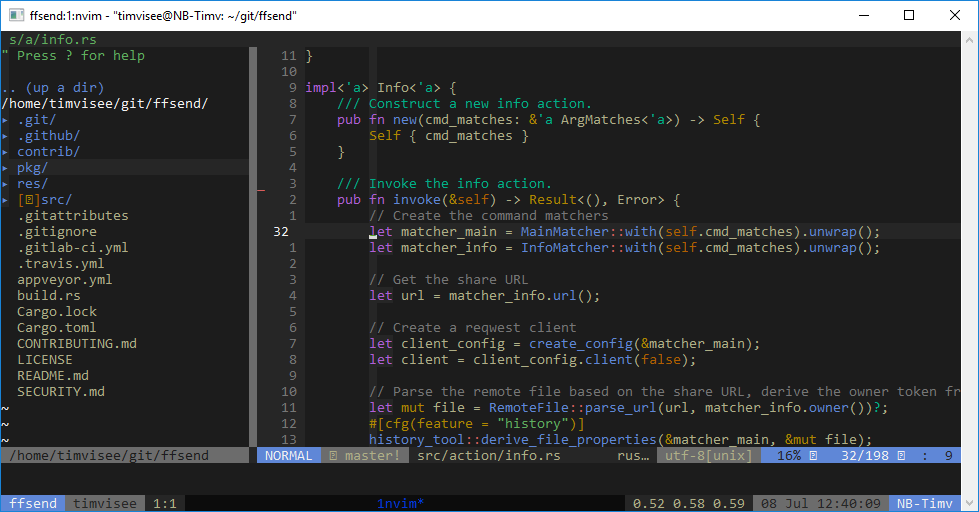 ffsend:1:nvim - "timvisee@NB-Timv: ~/git/ffsend"
s/a/info.rs
" Press ? for help
.. (up a dir)
/home/timvisee/git/ffsend/
▸ .git/
▸ .github/
▸ contrib/
▸ pkg/
▸ res/
▸ [▯]src/
.gitattributes
.gitignore
.gitlab-ci.yml
.travis.yml
appveyor.yml
build.rs
Cargo.lock
Cargo.toml
CONTRIBUTING.md
LICENSE
README.md
SECURITY.md
~
~
~
/home/timvisee/git/ffsend
11 }
10
9 impl<'a> Info<'a> {
8 /// Construct a new info action.
7 pub fn new(cmd_matches: &'a ArgMatches<'a>) -> Self {
6 Self { cmd_matches }
5 }
4
3 /// Invoke the info action.
2 pub fn invoke(&self) -> Result<(), Error> {
1 // Create the command matchers
32 let matcher_main = MainMatcher::with(self.cmd_matches).unwrap();
1 let matcher_info = InfoMatcher::with(self.cmd_matches).unwrap();
2
3 // Get the share URL
4 let url = matcher_info.url();
5
6 // Create a reqwest client
7 let client_config = create_config(&matcher_main);
8 let client = client_config.client(false);
9
10 // Parse the remote file based on the share URL, derive the owner token fr
11 let mut file = RemoteFile::parse_url(url, matcher_info.owner())?;
12 #[cfg(feature = "history")]
13 history_tool::derive_file_properties(&matcher_main, &mut file);
NORMAL ▯ master! src/action/info.rs rus… utf-8[unix] 16% ▯ 32/198 ▯ : 9
ffsend timvisee 1:1 1nvim* 0.52 0.58 0.59 08 Jul 12:40:09 NB-Timv